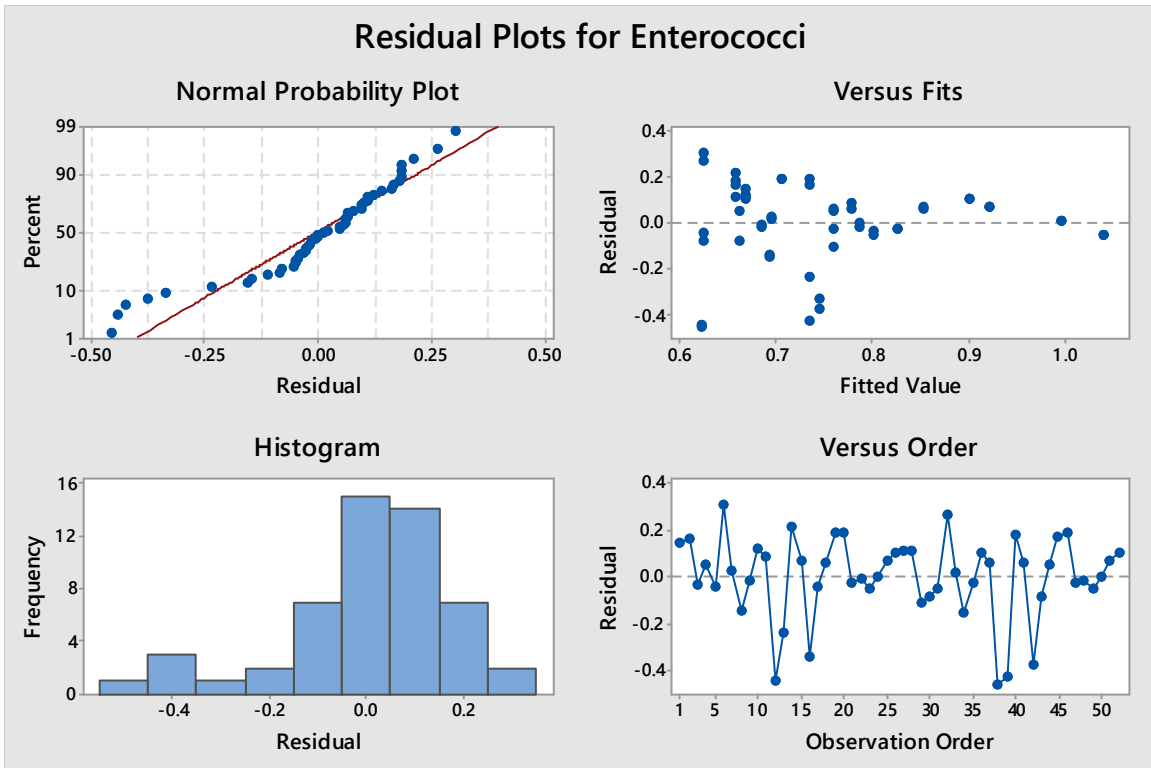 Residual Plots for Enterococci
Normal Probability Plot
99
90
50
10
1
Percent
-0.50 -0.25 0.00 0.25 0.50
Residual
Versus Fits
0.4
0.2
0.0
-0.2
-0.4
Residual
0.6 0.7 0.8 0.9 1.0
Fitted Value
Histogram
16
12
8
4
0
Frequency
-0.4 -0.2 0.0 0.2
Residual
Versus Order
0.4
0.2
0.0
-0.2
-0.4
Residual
1 5 10 15 20 25 30 35 40 45 50
Observation Order